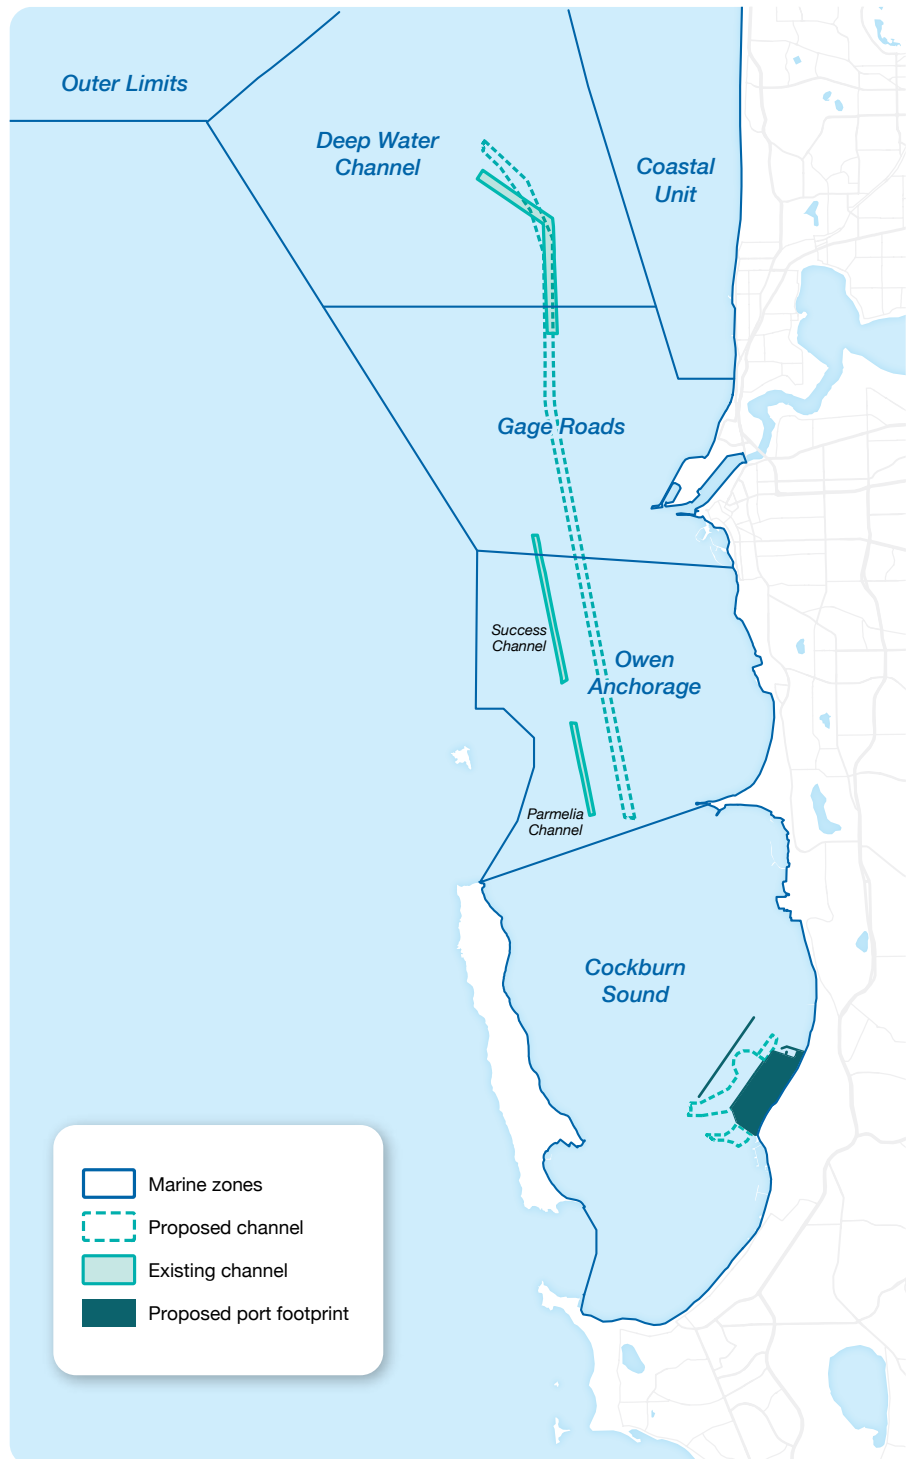 Outer Limits
Deep Water
Channel
Coastal
Unit
Gage Roads
Success
Channel
Owen
Anchorage
Parmelia
Channel
Cockburn
Sound
Marine zones
Proposed channel
Existing channel
Proposed port footprint